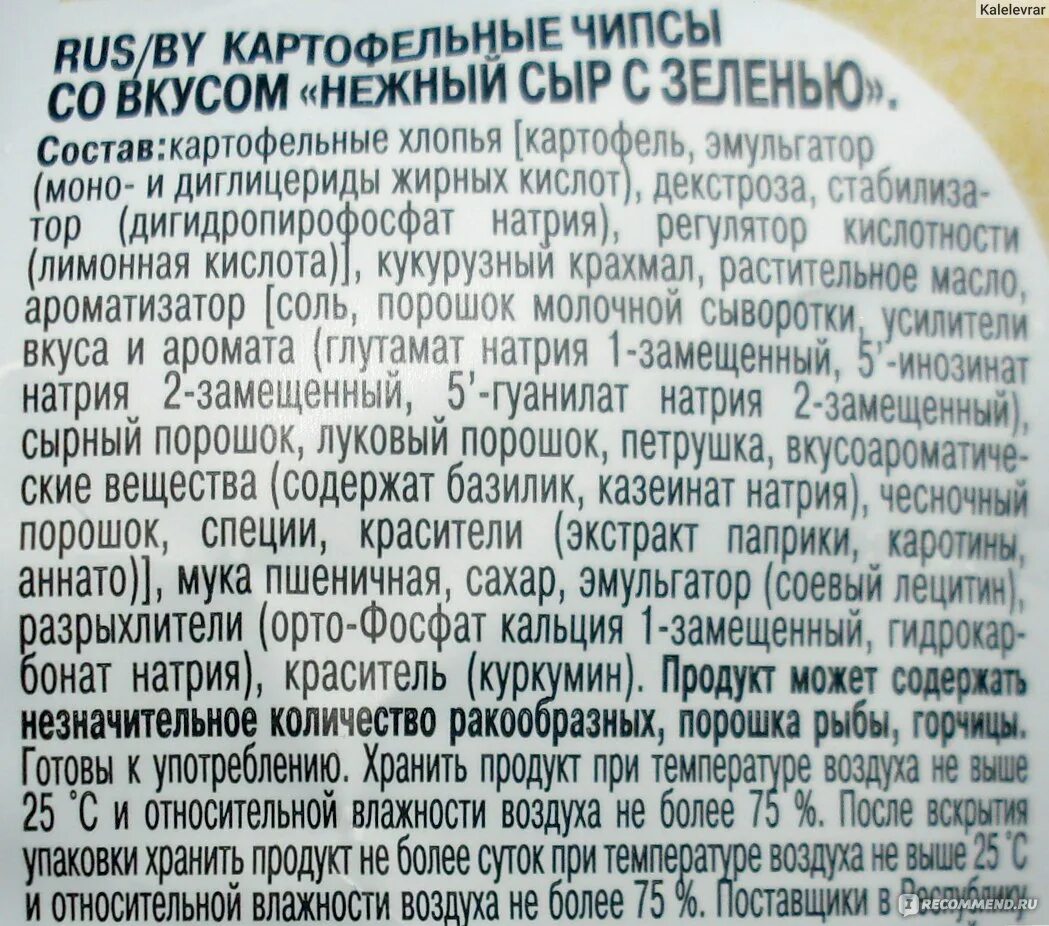 Kalelevrar
RUS/BY КАРТОФЕЛЬНЫЕ ЧИПСЫ
СО ВКУСОМ «НЕЖНЫЙ СЫР С ЗЕЛЕНЬЮ».
Состав:картофельные хлопья [картофель, эмульгатор
(моно- и диглицериды жирных кислот), декстроза, стабилиза-
тор (дигидропирофосфат натрия), регулятор кислотности
(лимонная кислота)], кукурузный крахмал, растительное масло,
ароматизатор [соль, порошок молочной сыворотки, усилители
вкуса и аромата (глутамат натрия 1-замещенный, 5'-инозинат
натрия 2-замещенный, 5'-гуанилат натрия 2-замещенный),
сырный порошок, луковый порошок, петрушка, вкусоароматиче-
ские вещества (содержат базилик, казеинат натрия), чесночный
порошок, специи, красители (экстракт паприки, каротины,
аннато)], мука пшеничная, сахар, эмульгатор (соевый лецитин),
разрыхлители (орто-Фосфат кальция 1-замещенный, гидрокар-
бонат натрия), краситель (куркумин). Продукт может содержать
незначительное количество ракообразных, порошка рыбы, горчицы.
Готовы к употреблению. Хранить продукт при температуре воздуха не выше
25 °С и относительной влажности воздуха не более 75 %. После вскрытия
упаковки хранить продукт не более суток при температуре воздуха не выше 25 °С
и относительной влажности воздуха не более 75 %. Поставщики в Республику
RECOMMEND.RU